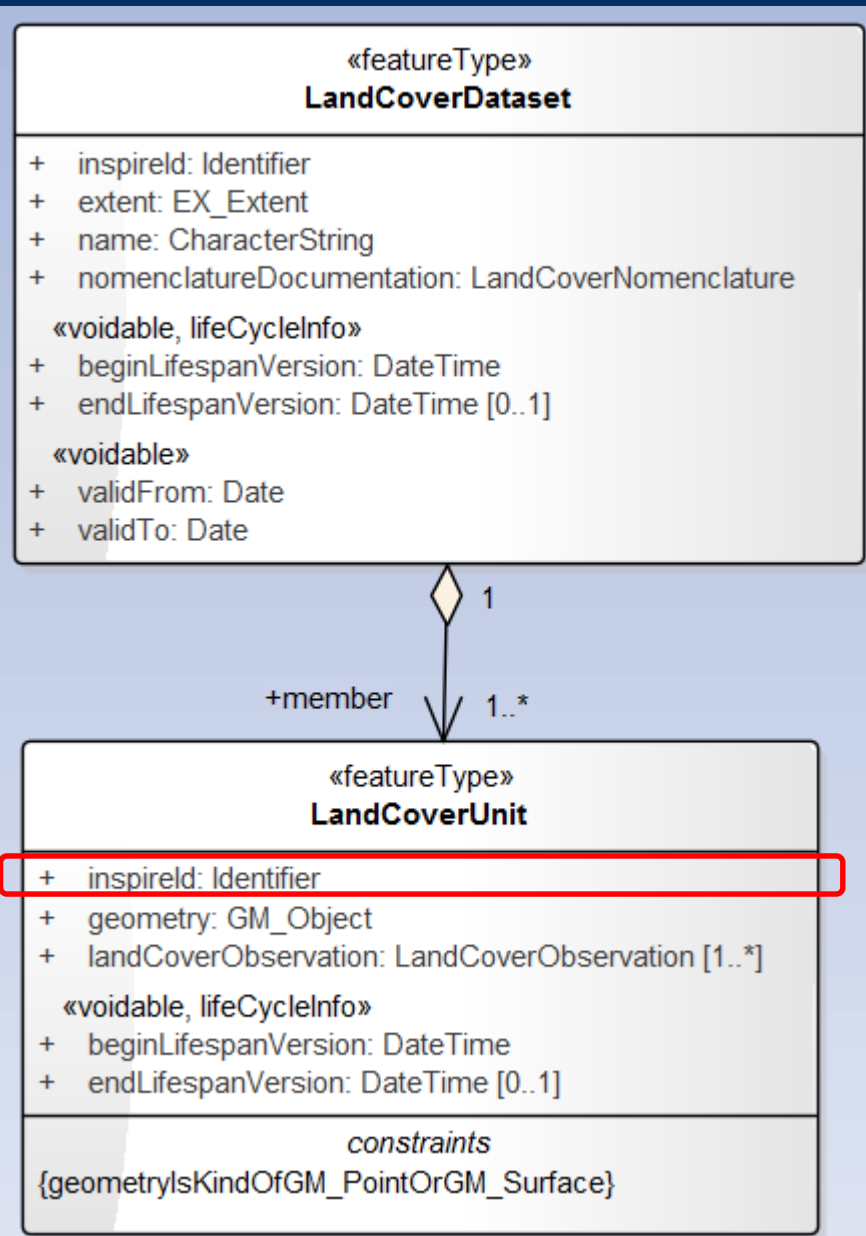 «featureType»
LandCoverDataset
+ inspireId: Identifier
+ extent: EX_Extent
+ name: CharacterString
+ nomenclatureDocumentation: LandCoverNomenclature
«voidable, lifeCycleInfo»
+ beginLifespanVersion: DateTime
+ endLifespanVersion: DateTime [0..1]
«voidable»
+ validFrom: Date
+ validTo: Date
1
+member 1..*
«featureType»
LandCoverUnit
+ inspireId: Identifier
+ geometry: GM_Object
+ landCoverObservation: LandCoverObservation [1..*]
«voidable, lifeCycleInfo»
+ beginLifespanVersion: DateTime
+ endLifespanVersion: DateTime [0..1]
constraints
{geometryIsKindOfGM_PointOrGM_Surface}